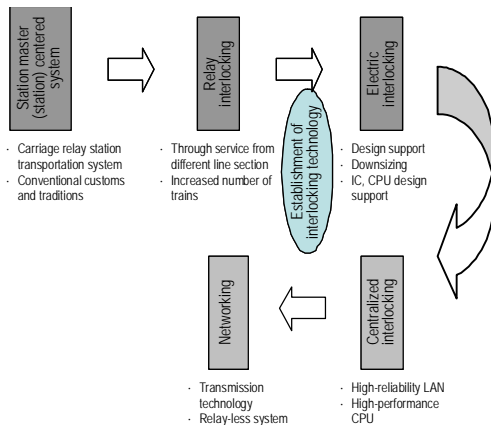 Station master
(station) centered
system
Relay
interlocking
Electric
interlocking
· Carriage relay station
transportation system
· Conventional customs
and traditions
· Through service from
different line section
· Increased number of
trains
Establishment of
interlocking technology
· Design support
· Downsizing
· IC, CPU design
support
Networking
Centralized
interlocking
· Transmission
technology
· Relay-less system
· High-reliability LAN
· High-performance
CPU